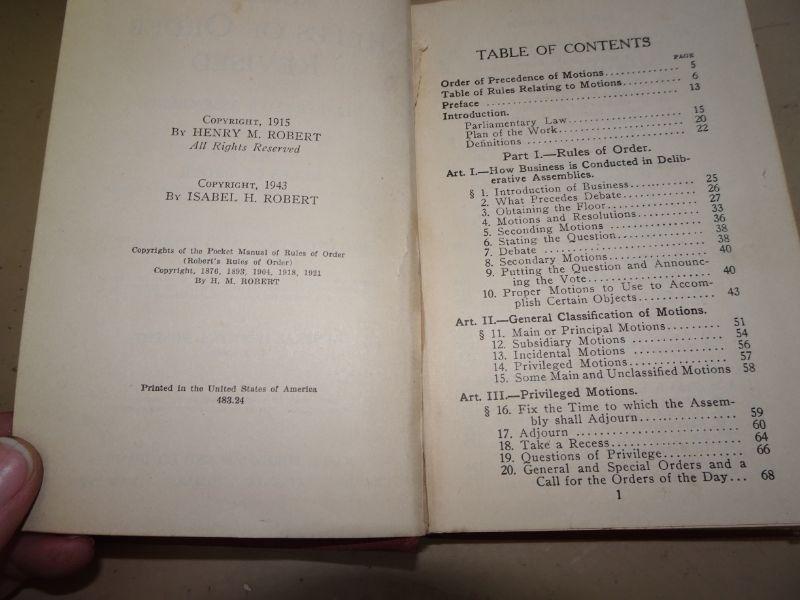 COPYRIGHT, 1915
BY HENRY M. ROBERT
All Rights Reserved
COPYRIGHT, 1943
BY ISABEL H. ROBERT
Copyrights of the Pocket Manual of Rules of Order
(Robert's Rules of Order)
Copyright, 1876, 1893, 1904, 1918, 1921
By H. M. ROBERT
Printed in the United States of America
483.24
TABLE OF CONTENTS
PAGE
Order of Precedence of Motions.............. 5
Table of Rules Relating to Motions........... 6
Preface ...................................... 13
Introduction.
Parliamentary Law........................ 15
Plan of the Work......................... 20
Definitions ............................... 22
Part I.—Rules of Order.
Art. I.—How Business is Conducted in Delib-
erative Assemblies.
§ 1. Introduction of Business............ 25
2. What Precedes Debate.............. 26
3. Obtaining the Floor................. 27
4. Motions and Resolutions............ 33
5. Seconding Motions ................. 36
6. Stating the Question................ 38
7. Debate ............................. 38
8. Secondary Motions................. 40
9. Putting the Question and Announc-
ing the Vote..................... 40
10. Proper Motions to Use to Accom-
plish Certain Objects............. 43
Art. II.—General Classification of Motions.
§ 11. Main or Principal Motions......... 51
12. Subsidiary Motions ............... 54
13. Incidental Motions ................ 56
14. Privileged Motions................ 57
15. Some Main and Unclassified Motions 58
Art. III.—Privileged Motions.
§ 16. Fix the Time to which the Assem-
bly shall Adjourn................ 59
17. Adjourn ........................... 60
18. Take a Recess..................... 64
19. Questions of Privilege............. 66
20. General and Special Orders and a
Call for the Orders of the Day... 68
1